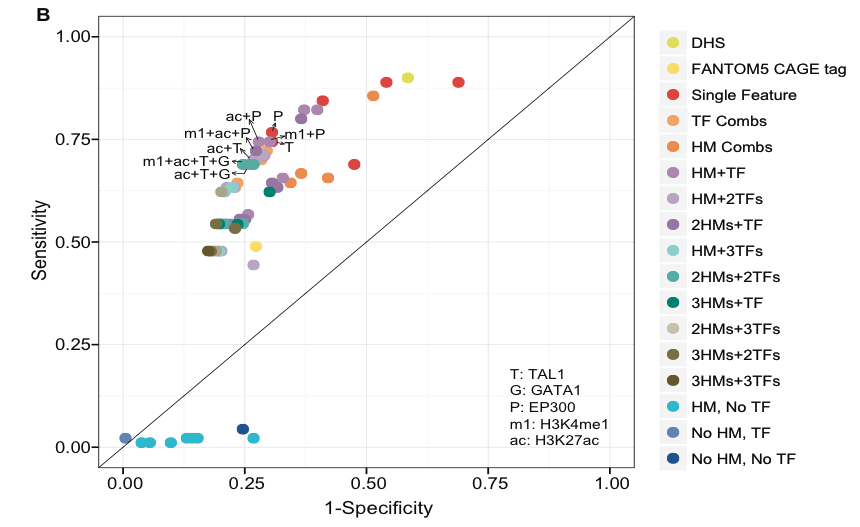 B
1.00
0.75
0.50
0.25
0.00
Sensitivity
0.00 0.25 0.50 0.75 1.00
1-Specificity
ac+P P
m1+ac+P m1+P
ac+T T
m1+ac+T+G
ac+T+G
T: TAL1
G: GATA1
P: EP300
m1: H3K4me1
ac: H3K27ac
DHS
FANTOM5 CAGE tag
Single Feature
TF Combs
HM Combs
HM+TF
HM+2TFs
2HMs+TF
HM+3TFs
2HMs+2TFs
3HMs+TF
2HMs+3TFs
3HMs+2TFs
3HMs+3TFs
HM, No TF
No HM, TF
No HM, No TF